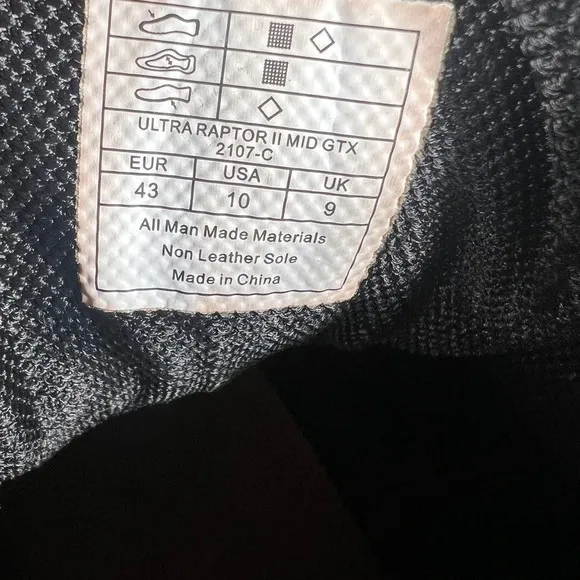 ULTRA RAPTOR II MID GTX
2107-C
EUR USA UK
43 10 9
All Man Made Materials
Non Leather Sole
Made in China